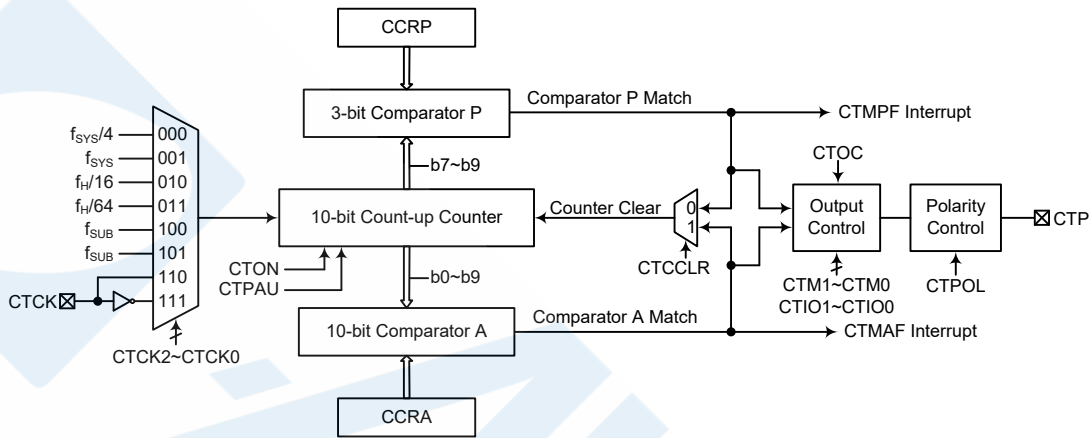 CCRP
3-bit Comparator P
Comparator P Match
CTMPF Interrupt
b7~b9
fSYS/4
000
fSYS
001
fH/16
010
fH/64
011
fSUB
100
fSUB
101
110
CTCK
111
CTCK2~CTCK0
10-bit Count-up Counter
CTON
CTPAU
Counter Clear
0
1
CTCCLR
CTOC
Output
Control
CTM1~CTM0
CTIO1~CTIO0
Polarity
Control
CTPOL
CTP
b0~b9
10-bit Comparator A
Comparator A Match
CTMAF Interrupt
CCRA